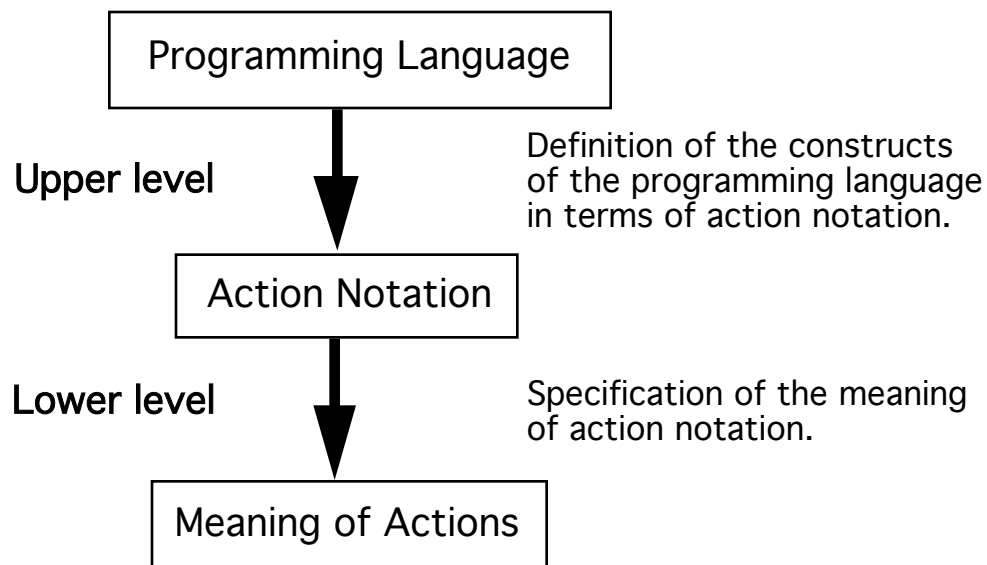 Programming Language
Upper level
Definition of the constructs
of the programming language
in terms of action notation.
Action Notation
Lower level
Specification of the meaning
of action notation.
Meaning of Actions